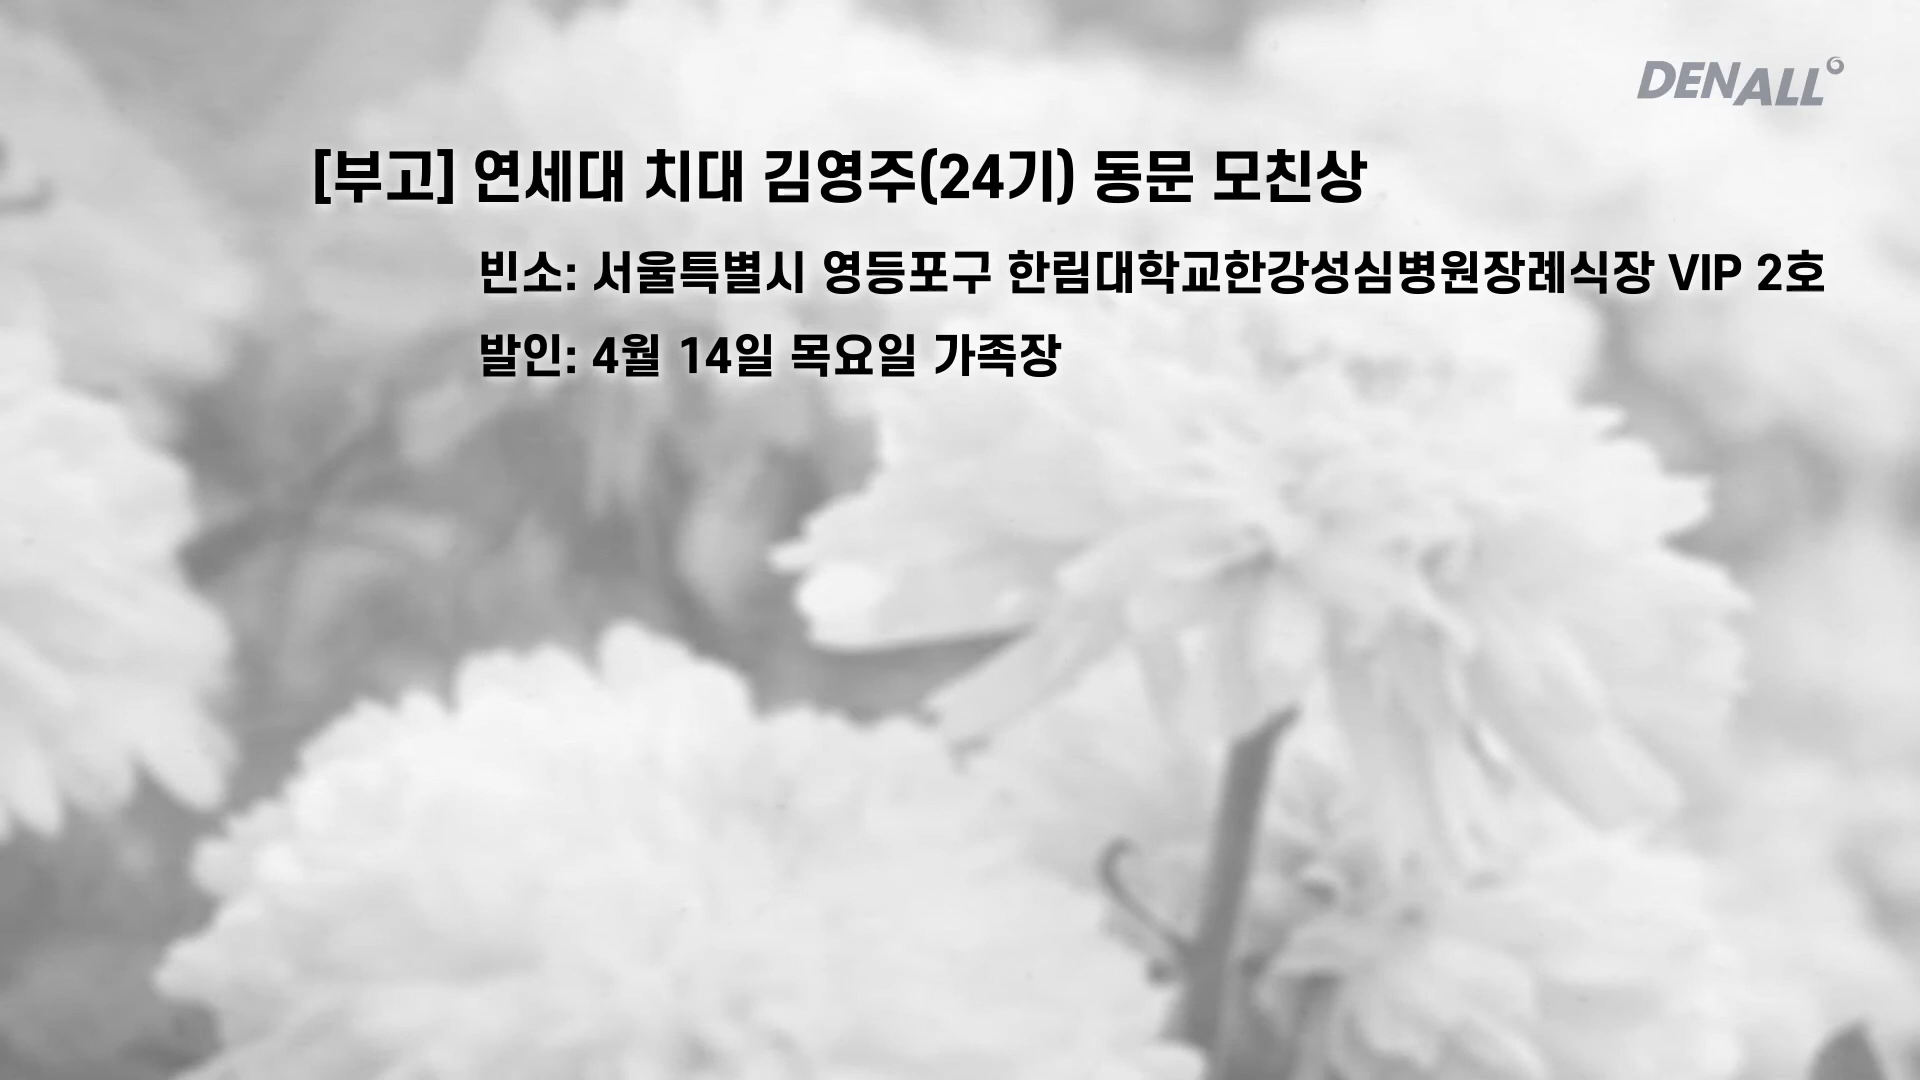 DENALL
[부고] 연세대 치대 김영주(24기) 동문 모친상
빈소: 서울특별시 영등포구 한림대학교한강성심병원장례식장 VIP 2호
발인: 4월 14일 목요일 가족장